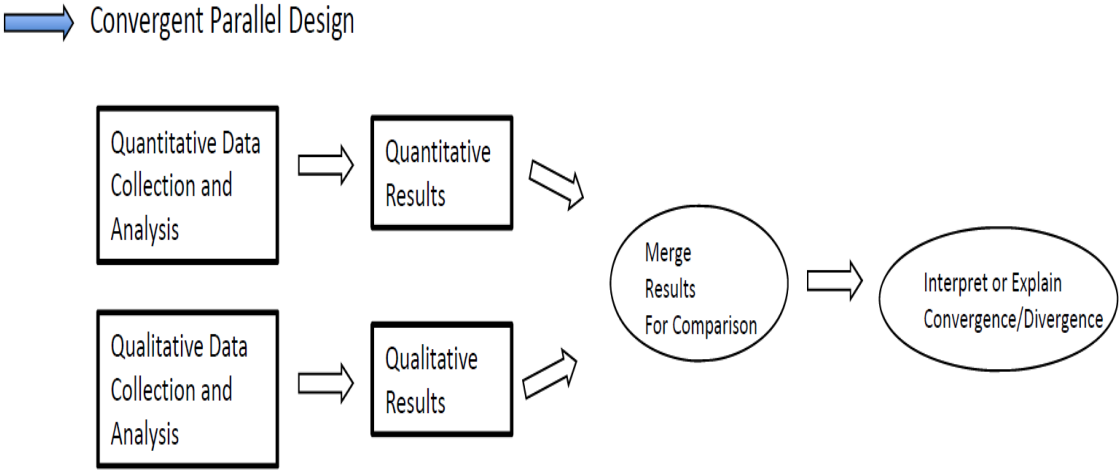 Convergent Parallel Design
Quantitative Data
Collection and
Analysis
Quantitative
Results
Qualitative Data
Collection and
Analysis
Qualitative
Results
Merge
Results
For Comparison
Interpret or Explain
Convergence/Divergence